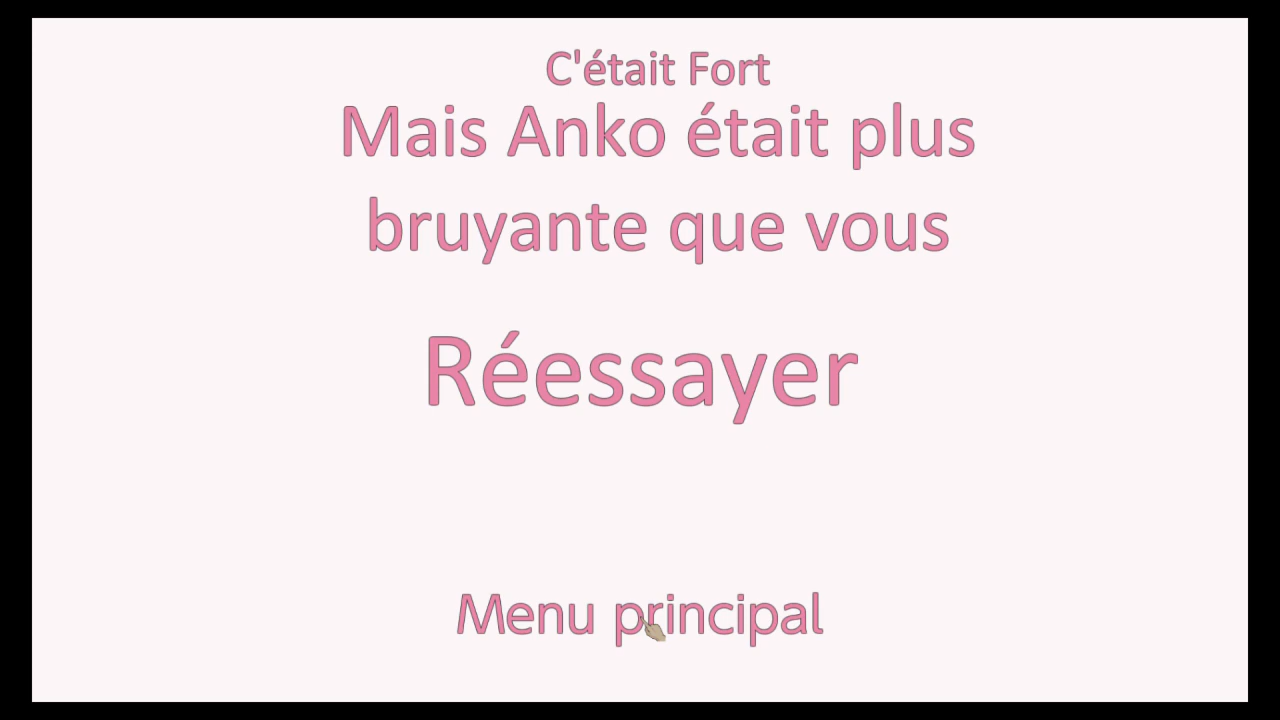 C'était Fort
Mais Anko était plus
bruyante que vous
Réessayer
Menu principal